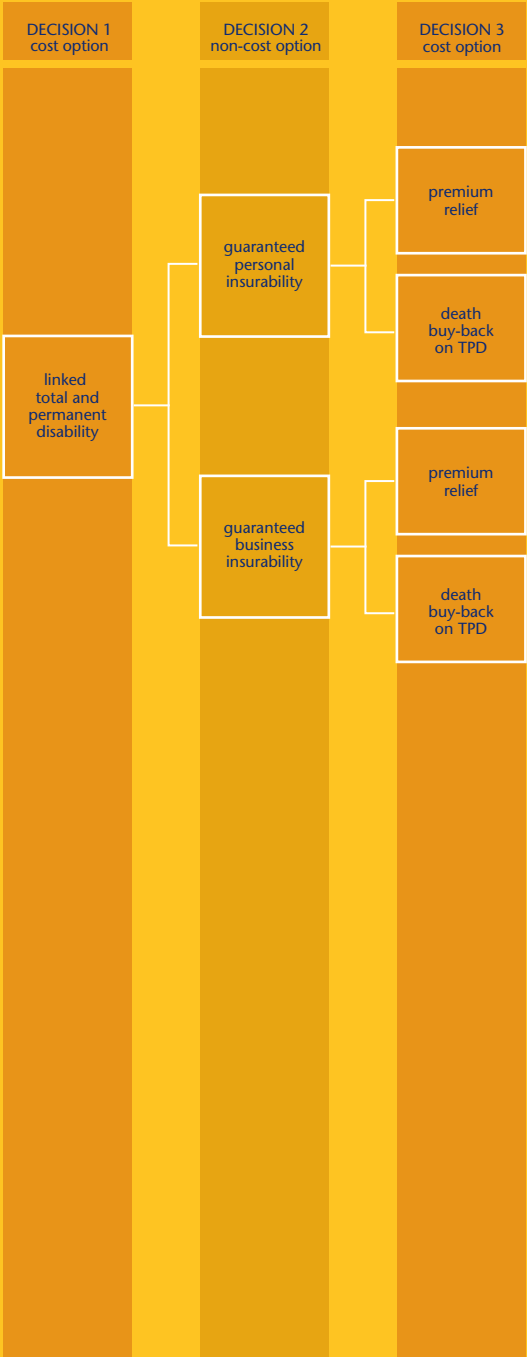 DECISION 1
cost option
DECISION 2
non-cost option
DECISION 3
cost option
linked
total and
permanent
disability
guaranteed
personal
insurability
premium
relief
death
buy-back
on TPD
guaranteed
business
insurability
premium
relief
death
buy-back
on TPD